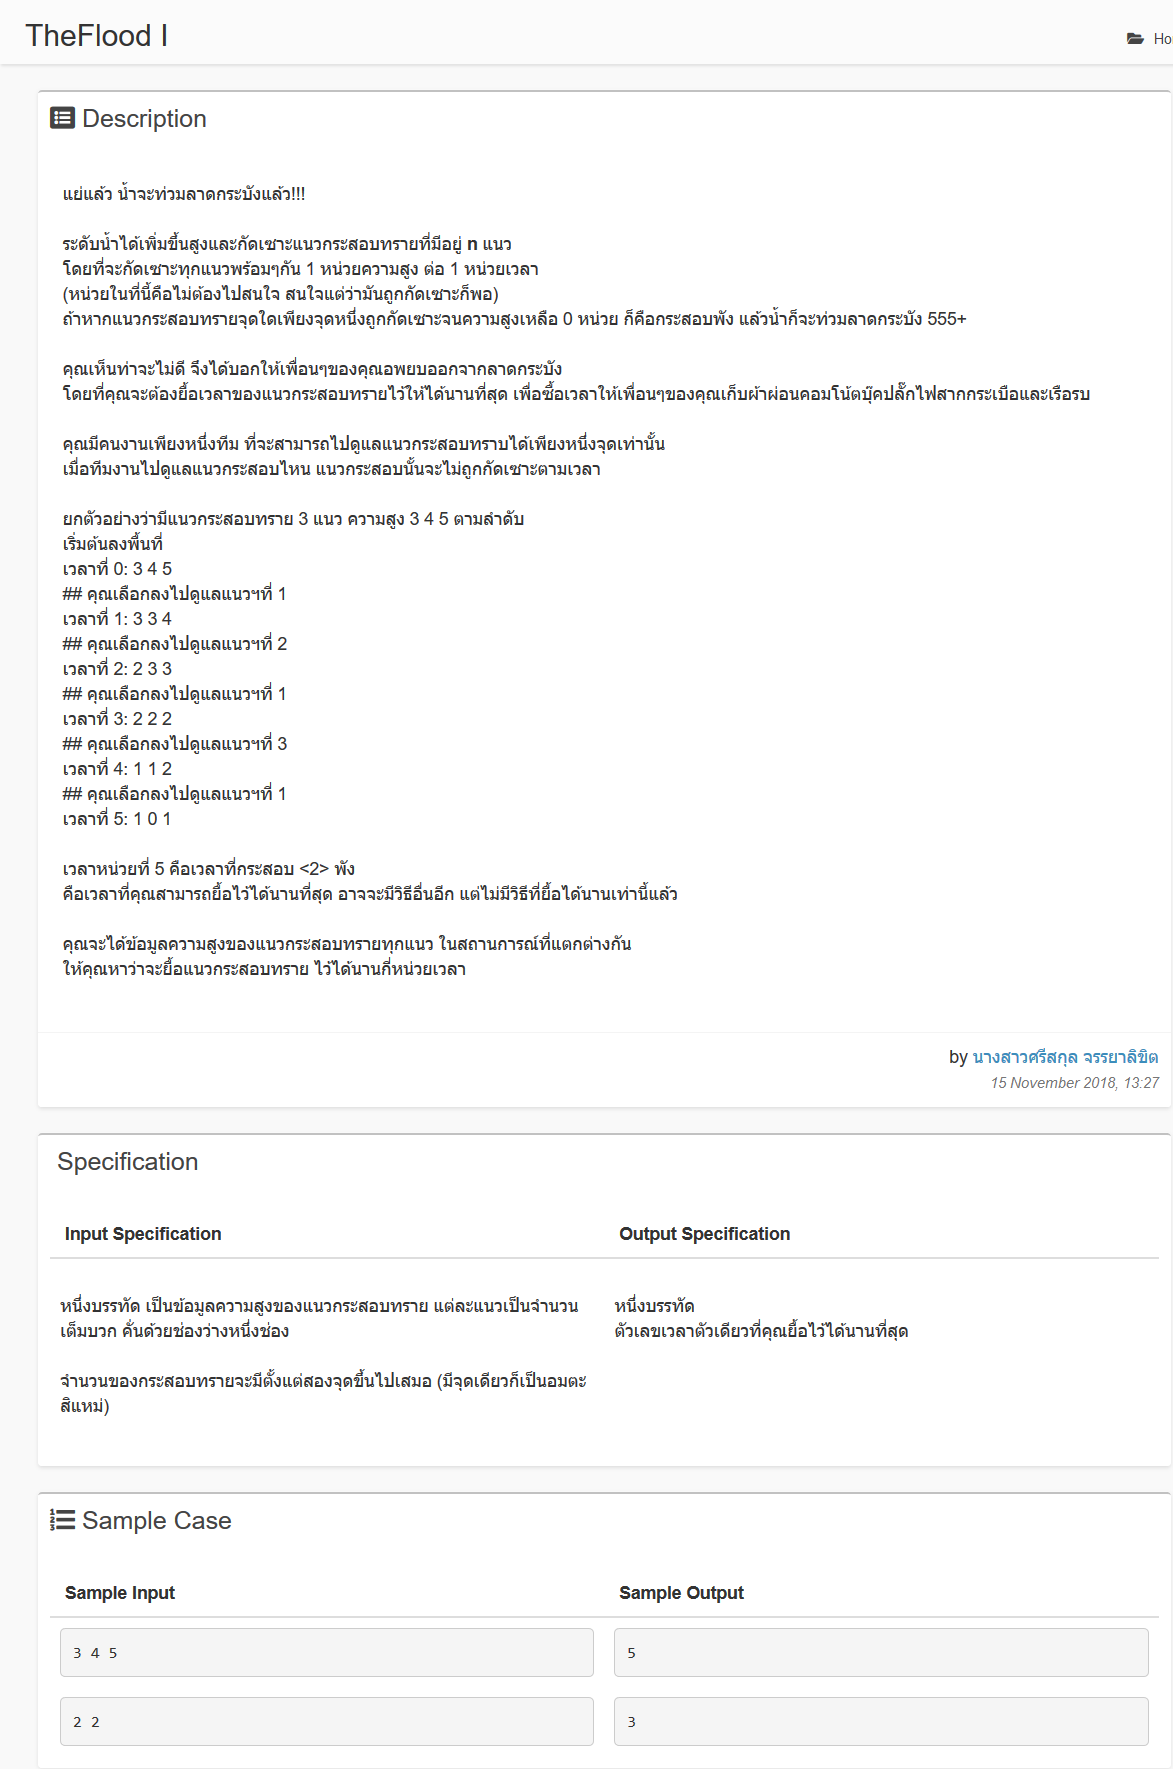 TheFlood I
Description
แย่แล้ว น้ำจะท่วมลาดกระบังแล้ว!!!
ระดับน้ำได้เพิ่มขึ้นสูงและกัดเซาะแนวกระสอบทรายที่มีอยู่ n แนว
โดยที่จะกัดเซาะทุกแนวพร้อมๆกัน 1 หน่วยความสูง ต่อ 1 หน่วยเวลา
(หน่วยในที่นี้คือไม่ต้องไปสนใจ สนใจแต่ว่ามันถูกกัดเซาะก็พอ)
ถ้าหากแนวกระสอบทรายจุดใดเพียงจุดหนึ่งถูกกัดเซาะจนความสูงเหลือ 0 หน่วย ก็คือกระสอบพัง แล้วน้ำก็จะท่วมลาดกระบัง 555+
คุณเห็นท่าจะไม่ดี จึงได้บอกให้เพื่อนๆของคุณอพยบออกจากลาดกระบัง
โดยที่คุณจะต้องยื้อเวลาของแนวกระสอบทรายไว้ให้ได้นานที่สุด เพื่อซื้อเวลาให้เพื่อนๆของคุณเก็บผ้าผ่อนคอมโน้ตบุ๊คปลั๊กไฟสากกระเบือและเรือรบ
คุณมีคนงานเพียงหนึ่งทีม ที่จะสามารถไปดูแลแนวกระสอบทราบได้เพียงหนึ่งจุดเท่านั้น
เมื่อทีมงานไปดูแลแนวกระสอบไหน แนวกระสอบนั้นจะไม่ถูกกัดเซาะตามเวลา
ยกตัวอย่างว่ามีแนวกระสอบทราย 3 แนว ความสูง 3 4 5 ตามลำดับ
เริ่มต้นลงพื้นที่
เวลาที่ 0: 3 4 5
## คุณเลือกลงไปดูแลแนวฯที่ 1
เวลาที่ 1: 3 3 4
## คุณเลือกลงไปดูแลแนวฯที่ 2
เวลาที่ 2: 2 3 3
## คุณเลือกลงไปดูแลแนวฯที่ 1
เวลาที่ 3: 2 2 2
## คุณเลือกลงไปดูแลแนวฯที่ 3
เวลาที่ 4: 1 1 2
## คุณเลือกลงไปดูแลแนวฯที่ 1
เวลาที่ 5: 1 0 1
เวลาหน่วยที่ 5 คือเวลาที่กระสอบ <2> พัง
คือเวลาที่คุณสามารถยื้อไว้ได้นานที่สุด อาจจะมีวิธีอื่นอีก แต่ไม่มีวิธีที่ยื้อได้นานเท่านี้แล้ว
คุณจะได้ข้อมูลความสูงของแนวกระสอบทรายทุกแนว ในสถานการณ์ที่แตกต่างกัน
ให้คุณหาว่าจะยื้อแนวกระสอบทราย ไว้ได้นานกี่หน่วยเวลา
by นางสาวศรีสกุล จรรยาลิขิต
15 November 2018, 13:27
Specification
Input Specification
Output Specification
หนึ่งบรรทัด เป็นข้อมูลความสูงของแนวกระสอบทราย แต่ละแนวเป็นจำนวน
เต็มบวก คั่นด้วยช่องว่างหนึ่งช่อง
จำนวนของกระสอบทรายจะมีตั้งแต่สองจุดขึ้นไปเสมอ (มีจุดเดียวก็เป็นอมตะ
สิแหม่)
หนึ่งบรรทัด
ตัวเลขเวลาตัวเดียวที่คุณยื้อไว้ได้นานที่สุด
Sample Case
Sample Input
Sample Output
3 4 5
5
2 2
3